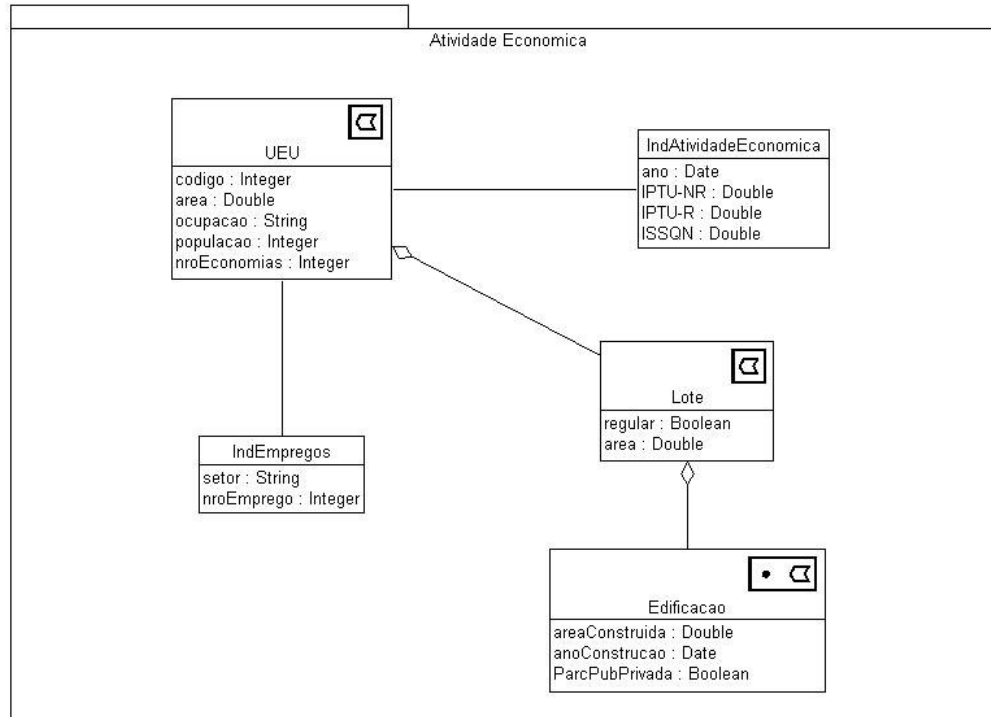 Atividade Economica
UEU
codigo : Integer
area : Double
ocupacao : String
populacao : Integer
nroEconomias : Integer
IndAtividadeEconomica
ano : Date
IPTU-NR : Double
IPTU-R : Double
ISSQN : Double
Lote
regular : Boolean
area : Double
IndEmpregos
setor : String
nroEmprego : Integer
Edificacao
areaConstruida : Double
anoConstrucao : Date
ParcPubPrivada : Boolean